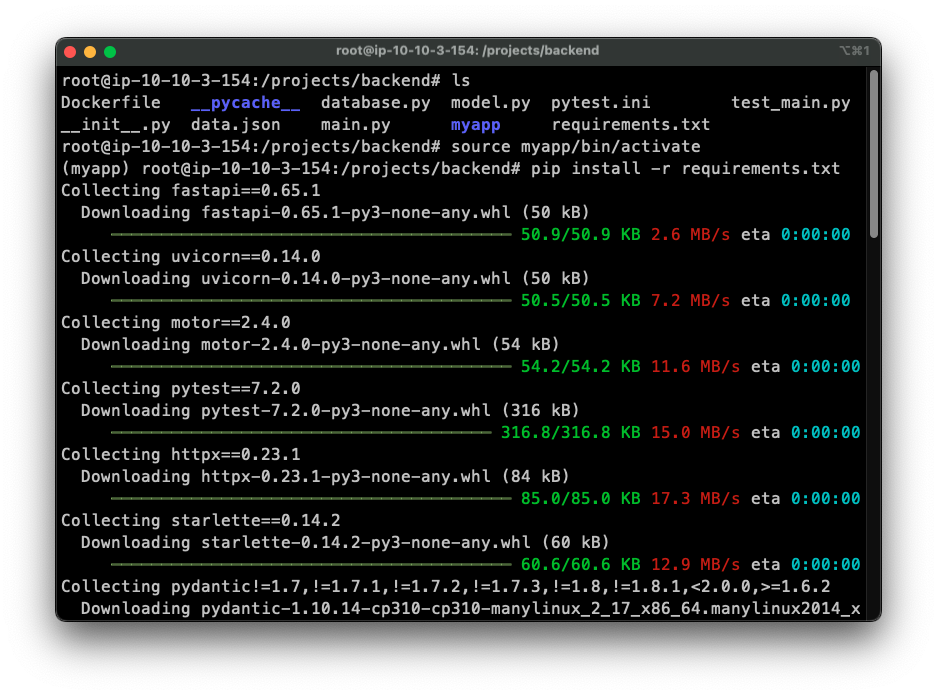 root@ip-10-10-3-154: /projects/backend ⌥⌘1
root@ip-10-10-3-154:/projects/backend# ls
Dockerfile   __pycache__  database.py  model.py  pytest.ini        test_main.py
__init__.py  data.json    main.py      myapp     requirements.txt
root@ip-10-10-3-154:/projects/backend# source myapp/bin/activate
(myapp) root@ip-10-10-3-154:/projects/backend# pip install -r requirements.txt
Collecting fastapi==0.65.1
  Downloading fastapi-0.65.1-py3-none-any.whl (50 kB)
50.9/50.9 KB 2.6 MB/s eta 0:00:00
Collecting uvicorn==0.14.0
  Downloading uvicorn-0.14.0-py3-none-any.whl (50 kB)
50.5/50.5 KB 7.2 MB/s eta 0:00:00
Collecting motor==2.4.0
  Downloading motor-2.4.0-py3-none-any.whl (54 kB)
54.2/54.2 KB 11.6 MB/s eta 0:00:00
Collecting pytest==7.2.0
  Downloading pytest-7.2.0-py3-none-any.whl (316 kB)
316.8/316.8 KB 15.0 MB/s eta 0:00:00
Collecting httpx==0.23.1
  Downloading httpx-0.23.1-py3-none-any.whl (84 kB)
85.0/85.0 KB 17.3 MB/s eta 0:00:00
Collecting starlette==0.14.2
  Downloading starlette-0.14.2-py3-none-any.whl (60 kB)
60.6/60.6 KB 12.9 MB/s eta 0:00:00
Collecting pydantic!=1.7,!=1.7.1,!=1.7.2,!=1.7.3,!=1.8,!=1.8.1,<2.0.0,>=1.6.2
  Downloading pydantic-1.10.14-cp310-cp310-manylinux_2_17_x86_64.manylinux2014_x